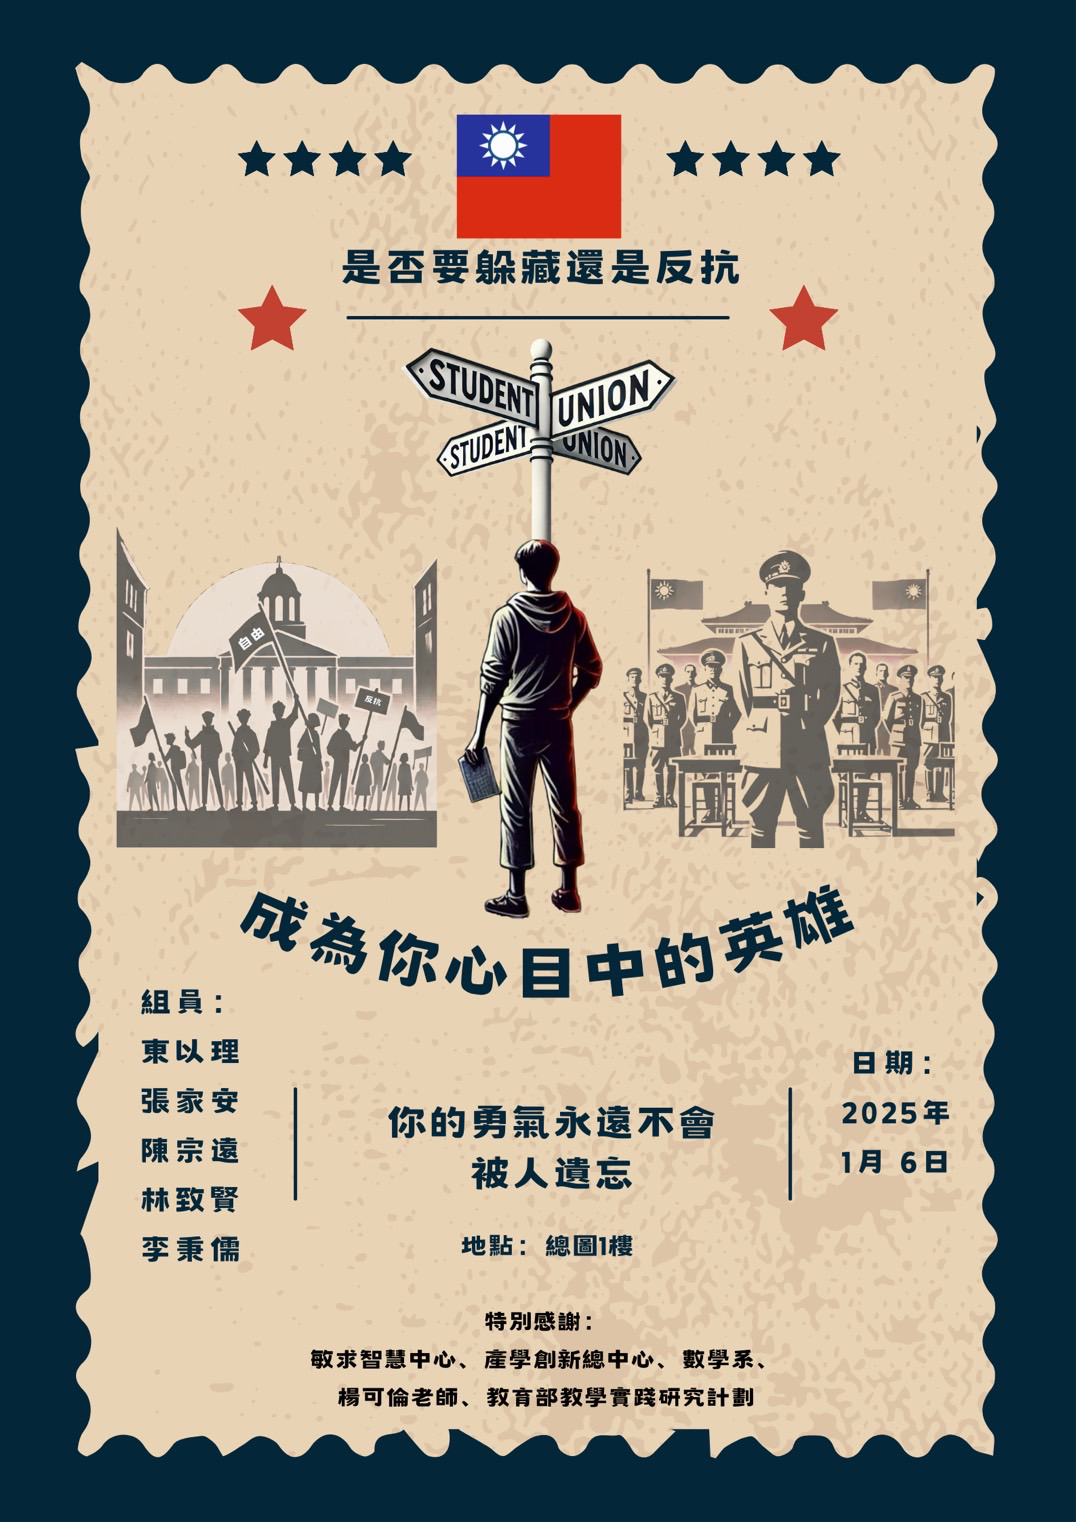 是否要躲藏還是反抗
STUDENT UNION
STUDENT UNION
自由
反抗
成為你心目中的英雄
組員：
東以理
張家安
陳宗遠
林致賢
李秉儒
你的勇氣永遠不會
被人遺忘
日期：
2025年
1月 6日
地點：總圖1樓
特別感謝：
敏求智慧中心、產學創新總中心、數學系、
楊可倫老師、教育部教學實踐研究計劃